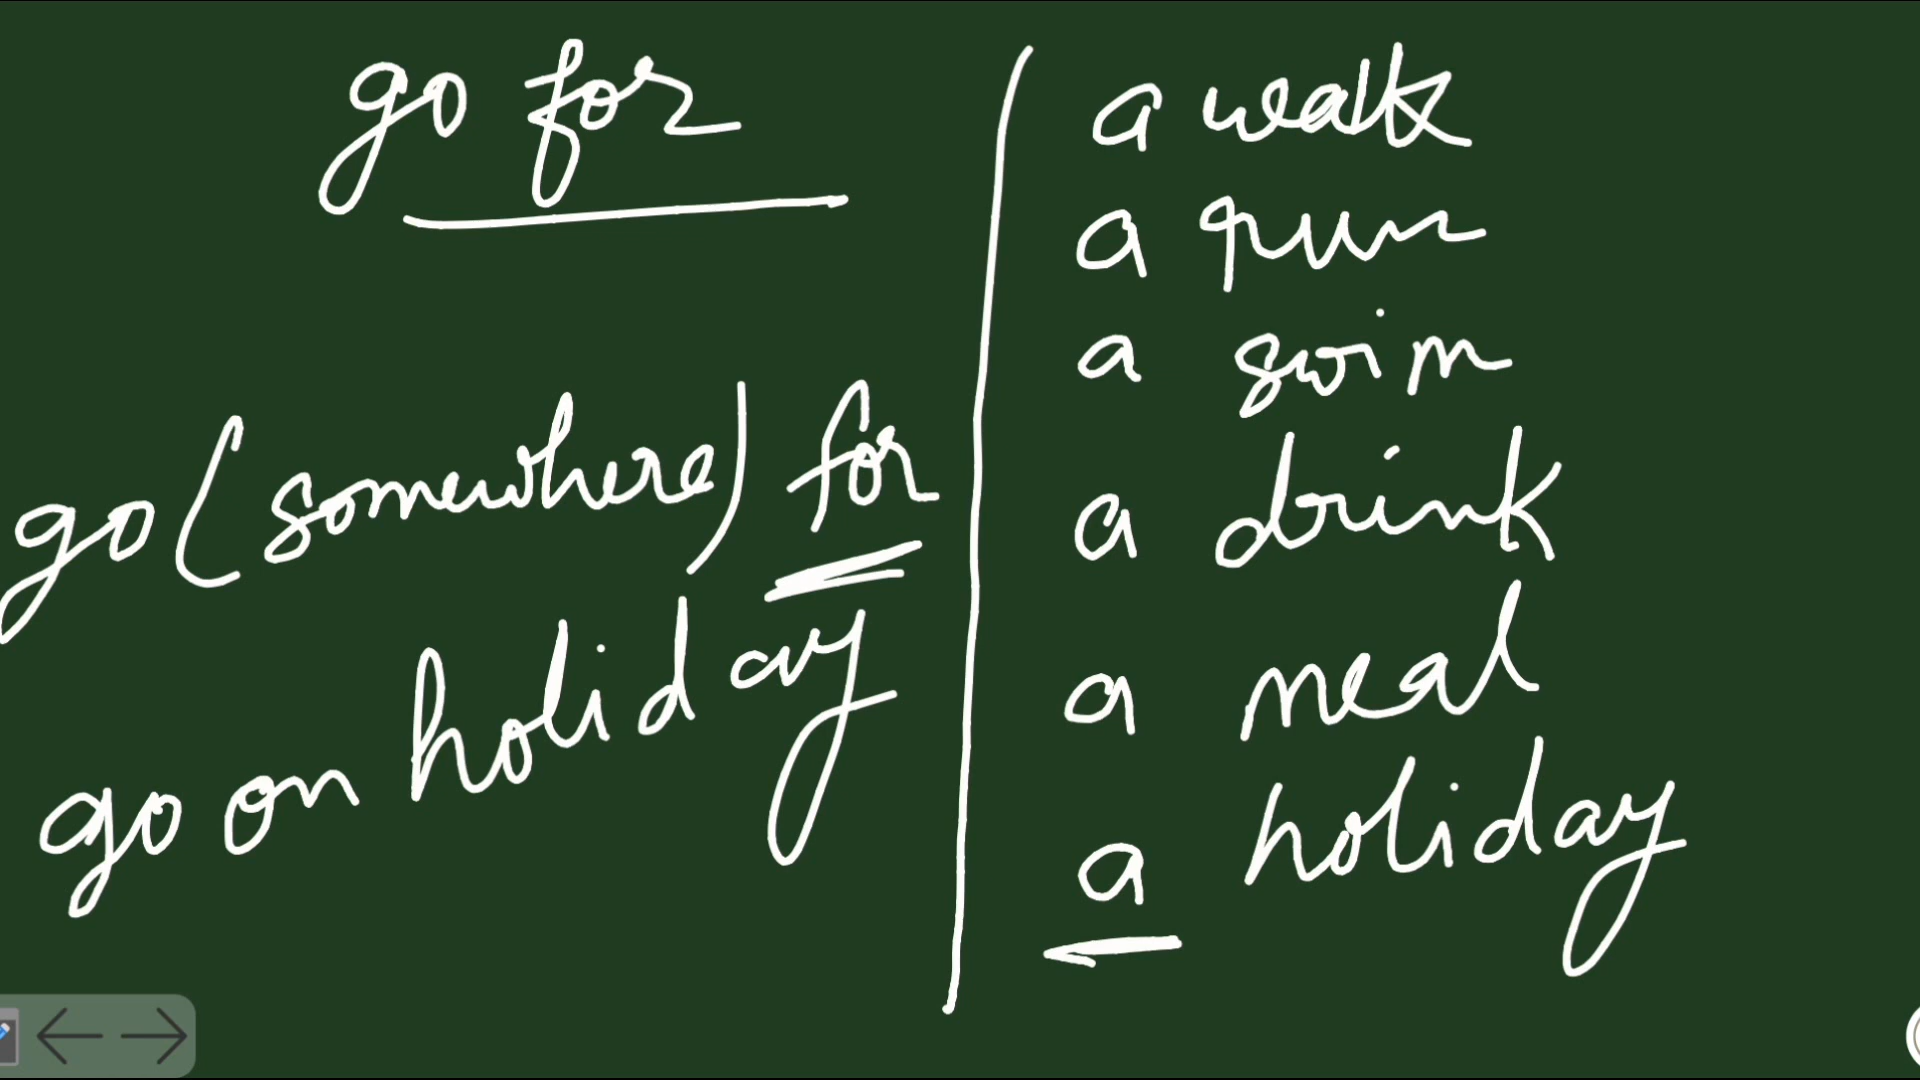 go for
go (somewhere) for
go on holiday
a walk
a run
a swim
a drink
a meal
a holiday